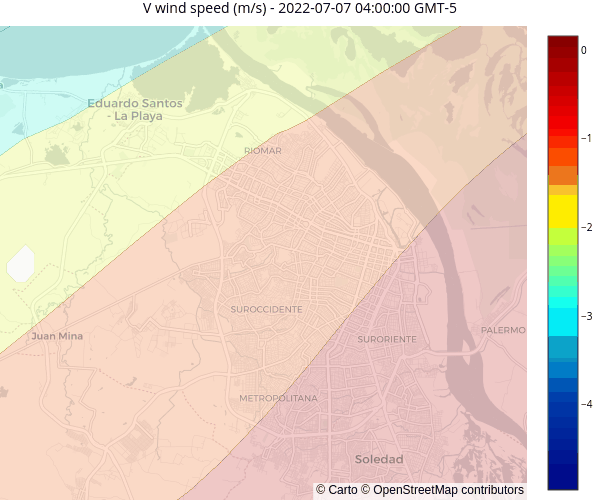 V wind speed (m/s) - 2022-07-07 04:00:00 GMT-5
0
Eduardo Santos
- La Playa
−1
RIOMAR
−2
−3
SUROCCIDENTE
Juan Mina
SURORIENTE
PALERMO
METROPOLITANA
−4
Soledad
© Carto © OpenStreetMap contributors